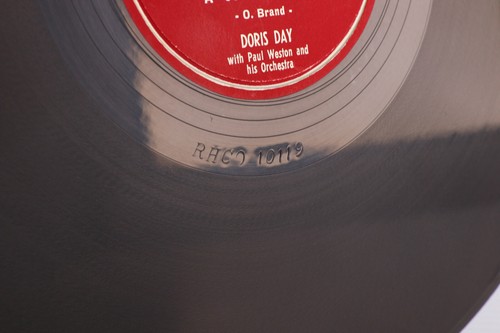 - O. Brand -
DORIS DAY
with Paul Weston and
his Orchestra
RHCO 10119